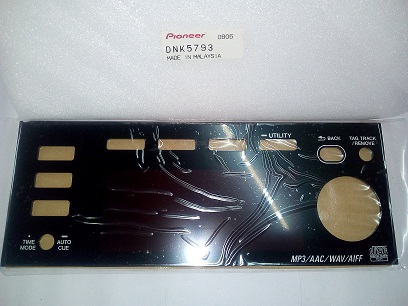 Pioneer 0806
DNK5793
MADE IN MALAYSIA
– UTILITY
BACK
TAG TRACK
/REMOVE
TIME
MODE
AUTO
CUE
MP3/AAC/WAV/AIFF